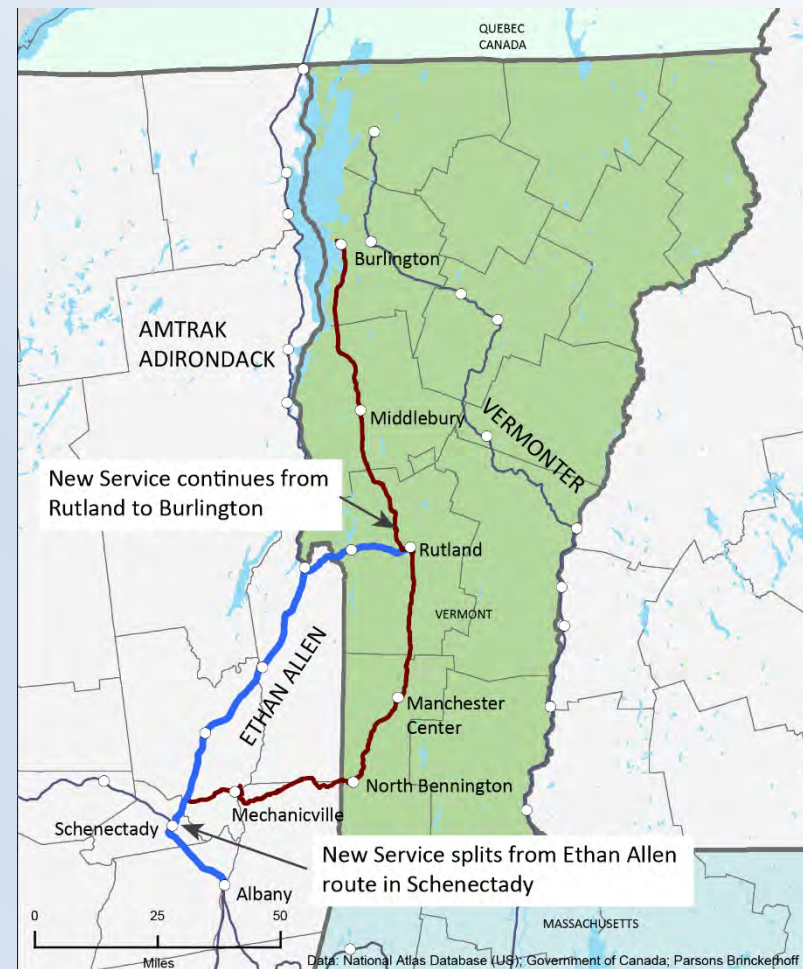 QUEBEC
CANADA
Burlington
AMTRAK
ADIRONDACK
Middlebury
VERMONTER
New Service continues from
Rutland to Burlington
Rutland
VERMONT
ETHAN ALLEN
Manchester
Center
North Bennington
Mechanicville
Schenectady
New Service splits from Ethan Allen
route in Schenectady
Albany
0 25 50
Miles
MASSACHUSETTS
Data: National Atlas Database (US); Government of Canada; Parsons Brinckerhoff